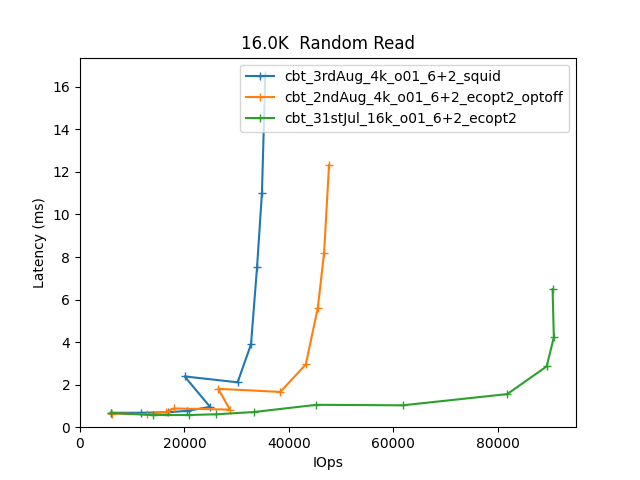 16.0K  Random Read
cbt_3rdAug_4k_o01_6+2_squid
cbt_2ndAug_4k_o01_6+2_ecopt2_optoff
cbt_31stJul_16k_o01_6+2_ecopt2
Latency (ms)
16
14
12
10
8
6
4
2
0
0 20000 40000 60000 80000
IOps